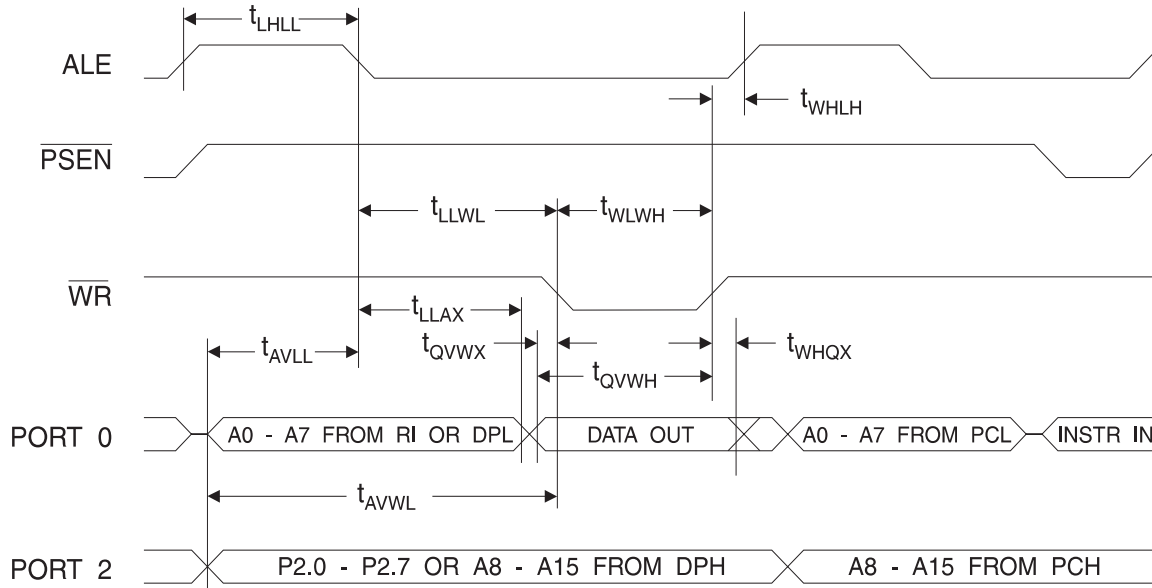 tLHLL
ALE
tWHLH
PSEN
tLLWL
tWLWH
WR
tLLAX
tQVWX
tWHQX
tAVLL
tQVWH
PORT 0
A0 - A7 FROM RI OR DPL
DATA OUT
A0 - A7 FROM PCL
INSTR IN
tAVWL
PORT 2
P2.0 - P2.7 OR A8 - A15 FROM DPH
A8 - A15 FROM PCH